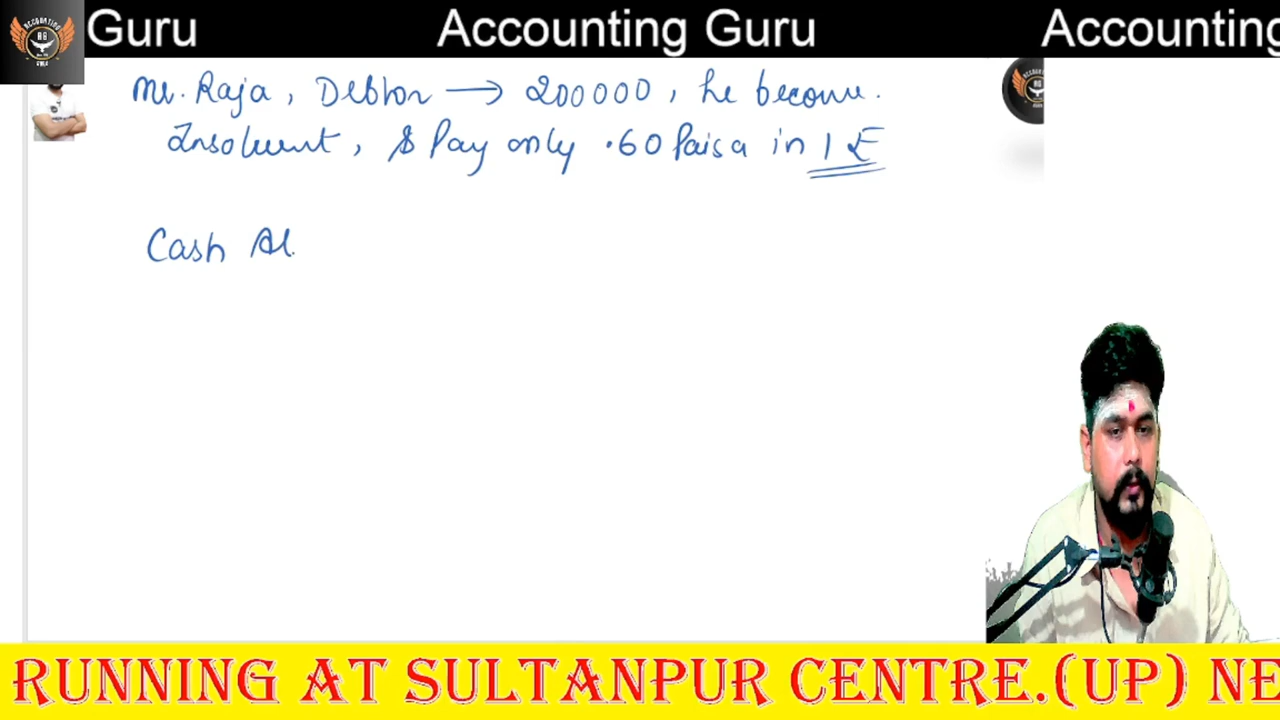 Guru Accounting Guru Accounting
Mr. Raja, Debtor → 200000, he become.
Insolvent, & Pay only .60 Paisa in 1 ₹
Cash A/c.
RUNNING AT SULTANPUR CENTRE.(UP) NE